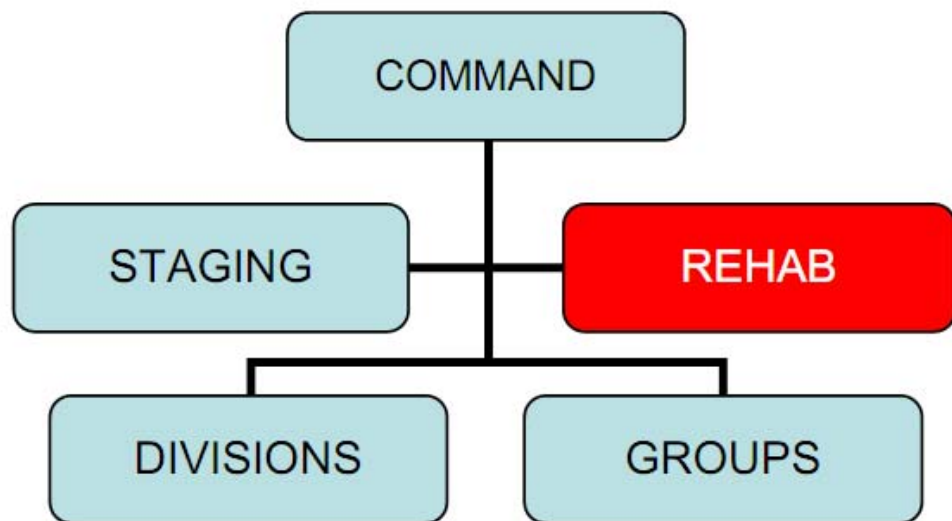 COMMAND
STAGING
REHAB
DIVISIONS
GROUPS